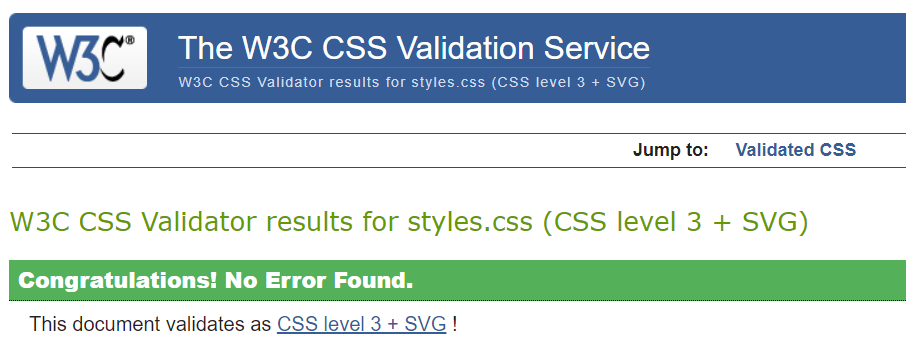 W3C®
The W3C CSS Validation Service
W3C CSS Validator results for styles.css (CSS level 3 + SVG)
Jump to: Validated CSS
W3C CSS Validator results for styles.css (CSS level 3 + SVG)
Congratulations! No Error Found.
This document validates as CSS level 3 + SVG !